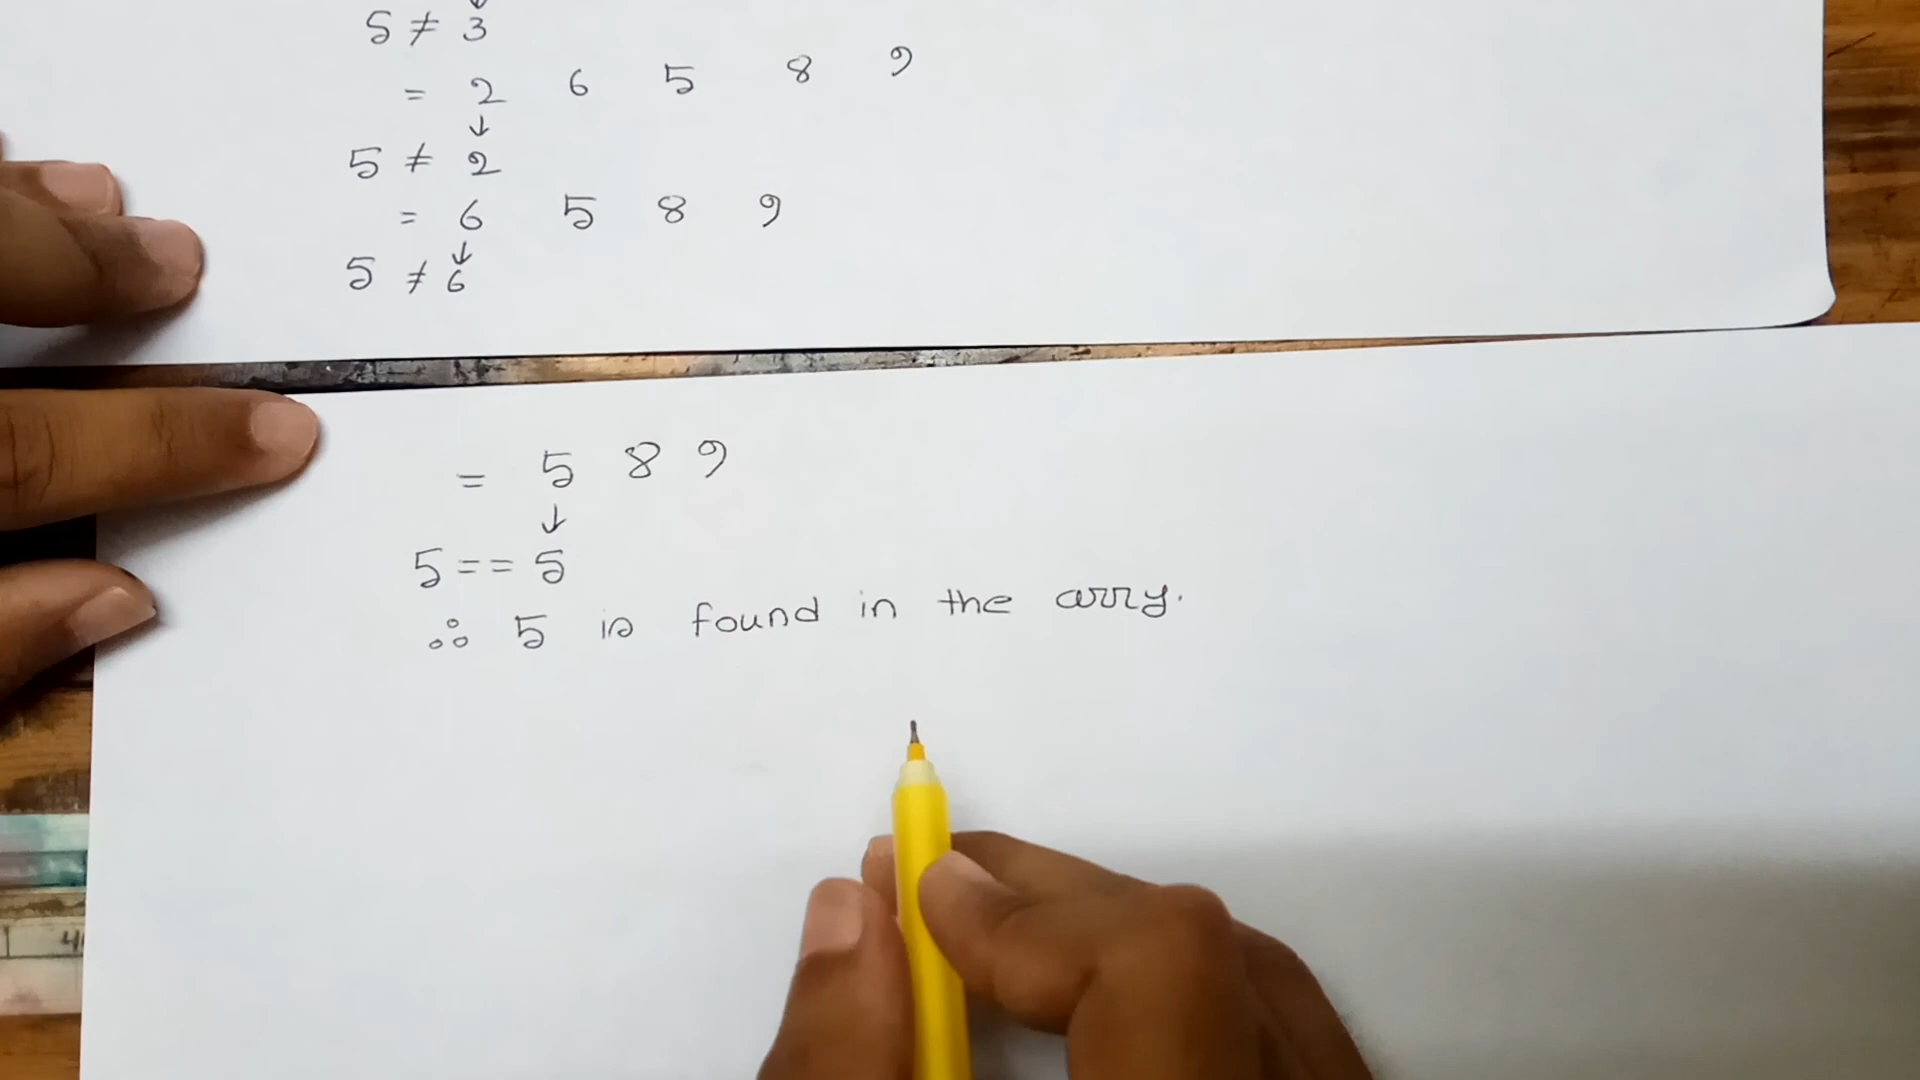 5 ≠ 3
= 2 6 5 8 9
↓
5 ≠ 2
= 6 5 8 9
↓
5 ≠ 6
= 5 8 9
↓
5 == 5
∴ 5 is found in the arry.